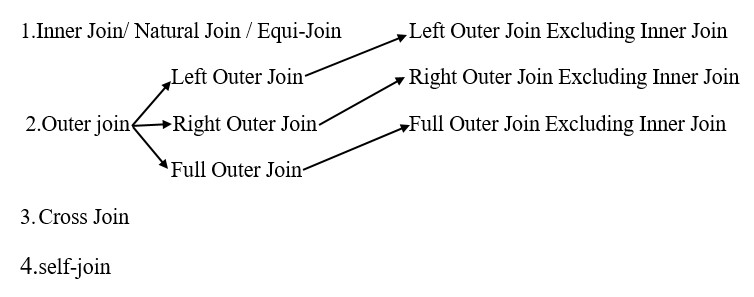 1.Inner Join/ Natural Join / Equi-Join
Left Outer Join Excluding Inner Join
Left Outer Join
Right Outer Join Excluding Inner Join
2.Outer join
Right Outer Join
Full Outer Join Excluding Inner Join
Full Outer Join
3. Cross Join
4.self-join